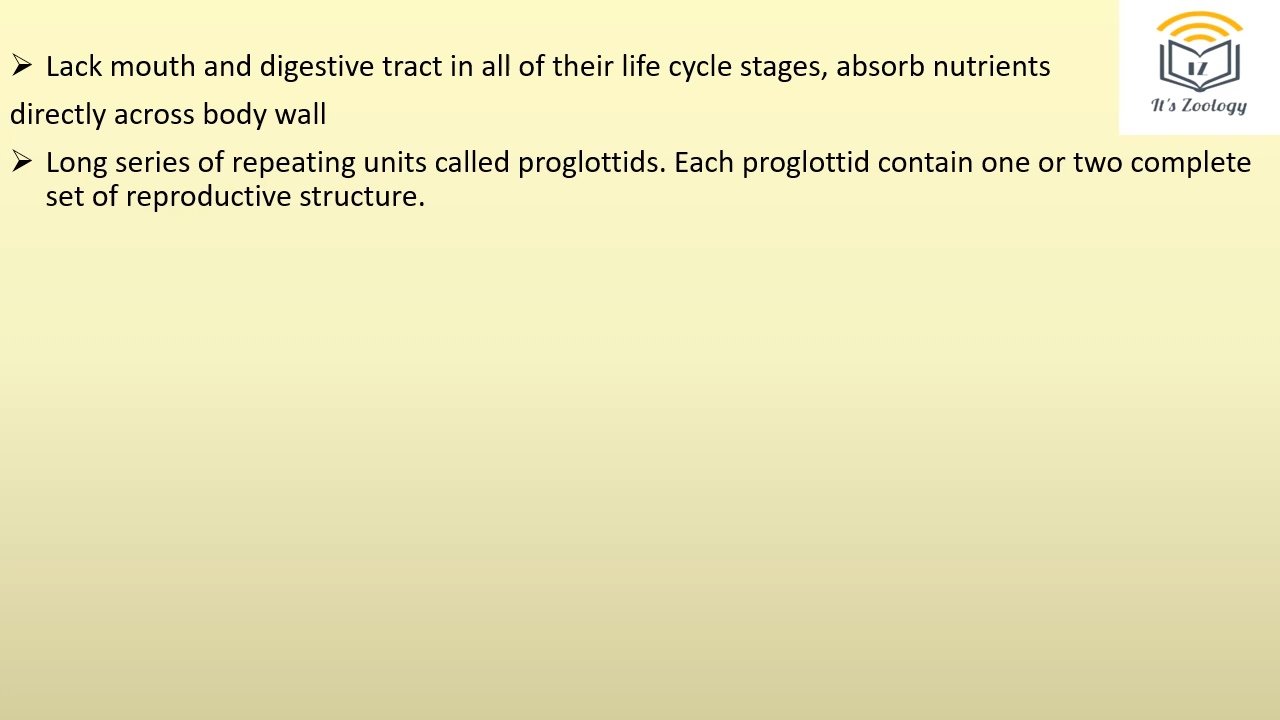 ➢ Lack mouth and digestive tract in all of their life cycle stages, absorb nutrients
directly across body wall
➢ Long series of repeating units called proglottids. Each proglottid contain one or two complete
set of reproductive structure.
IZ
It's Zoology